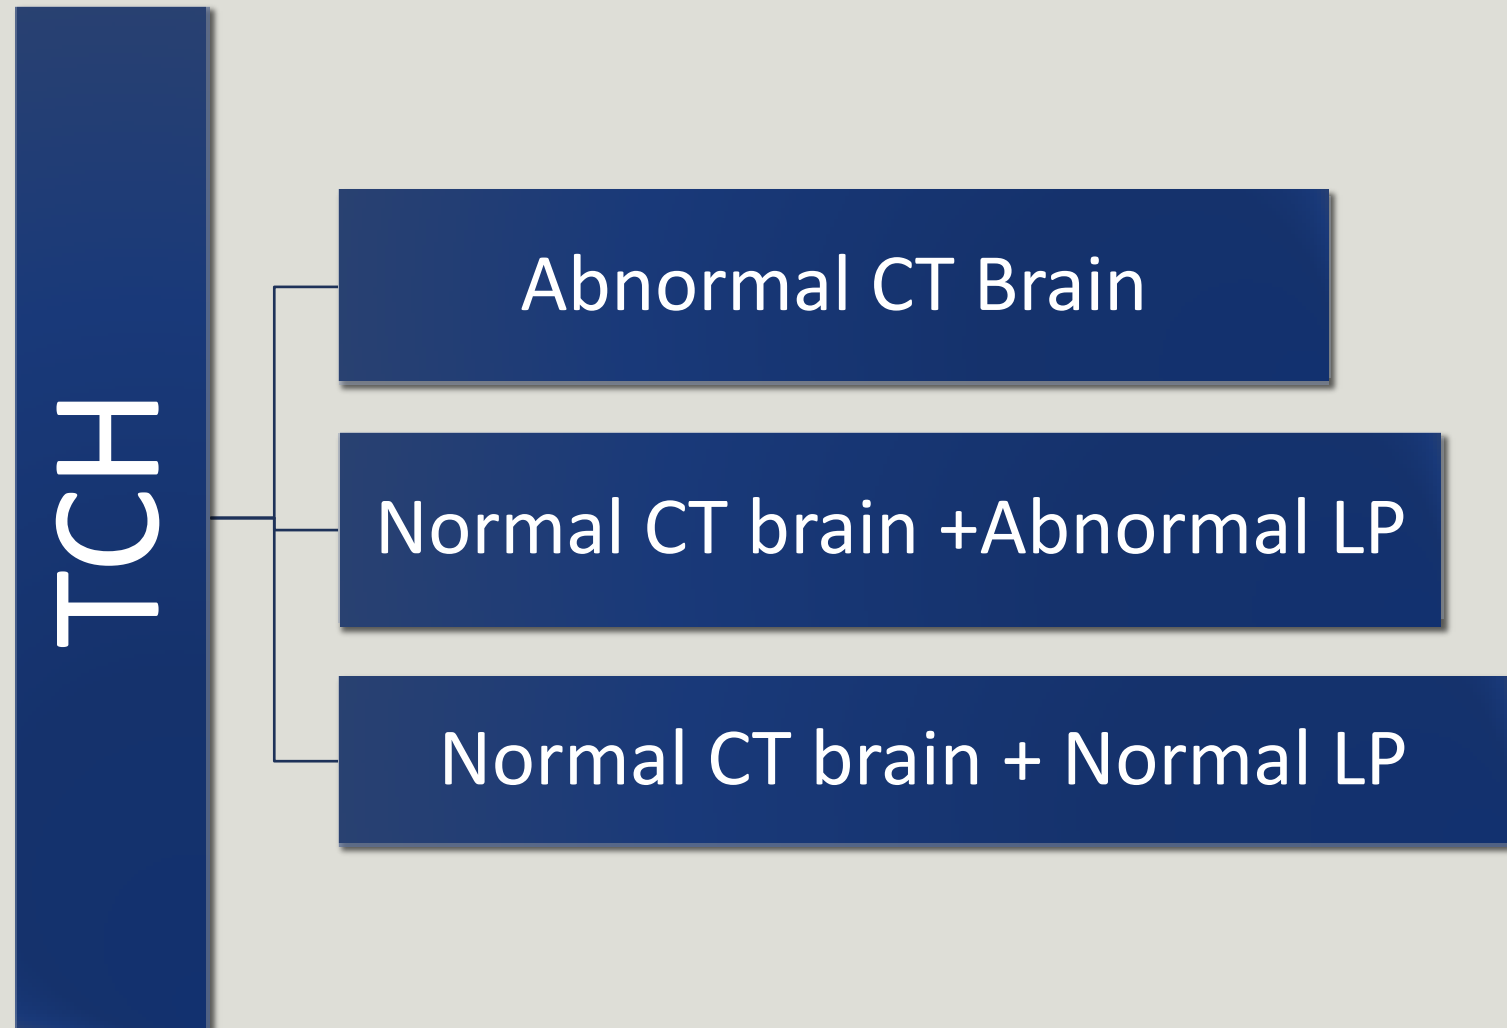 TCH
Abnormal CT Brain
Normal CT brain +Abnormal LP
Normal CT brain + Normal LP